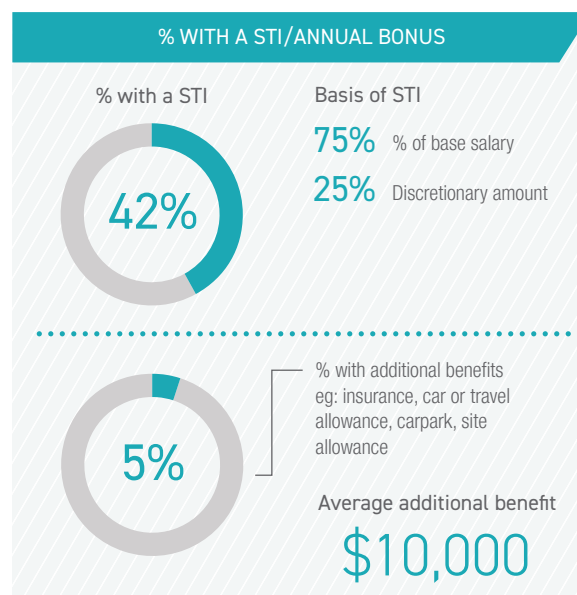 % WITH A STI/ANNUAL BONUS
% with a STI
42%
Basis of STI
75% % of base salary
25% Discretionary amount
5%
% with additional benefits
eg: insurance, car or travel
allowance, carpark, site
allowance
Average additional benefit
$10,000